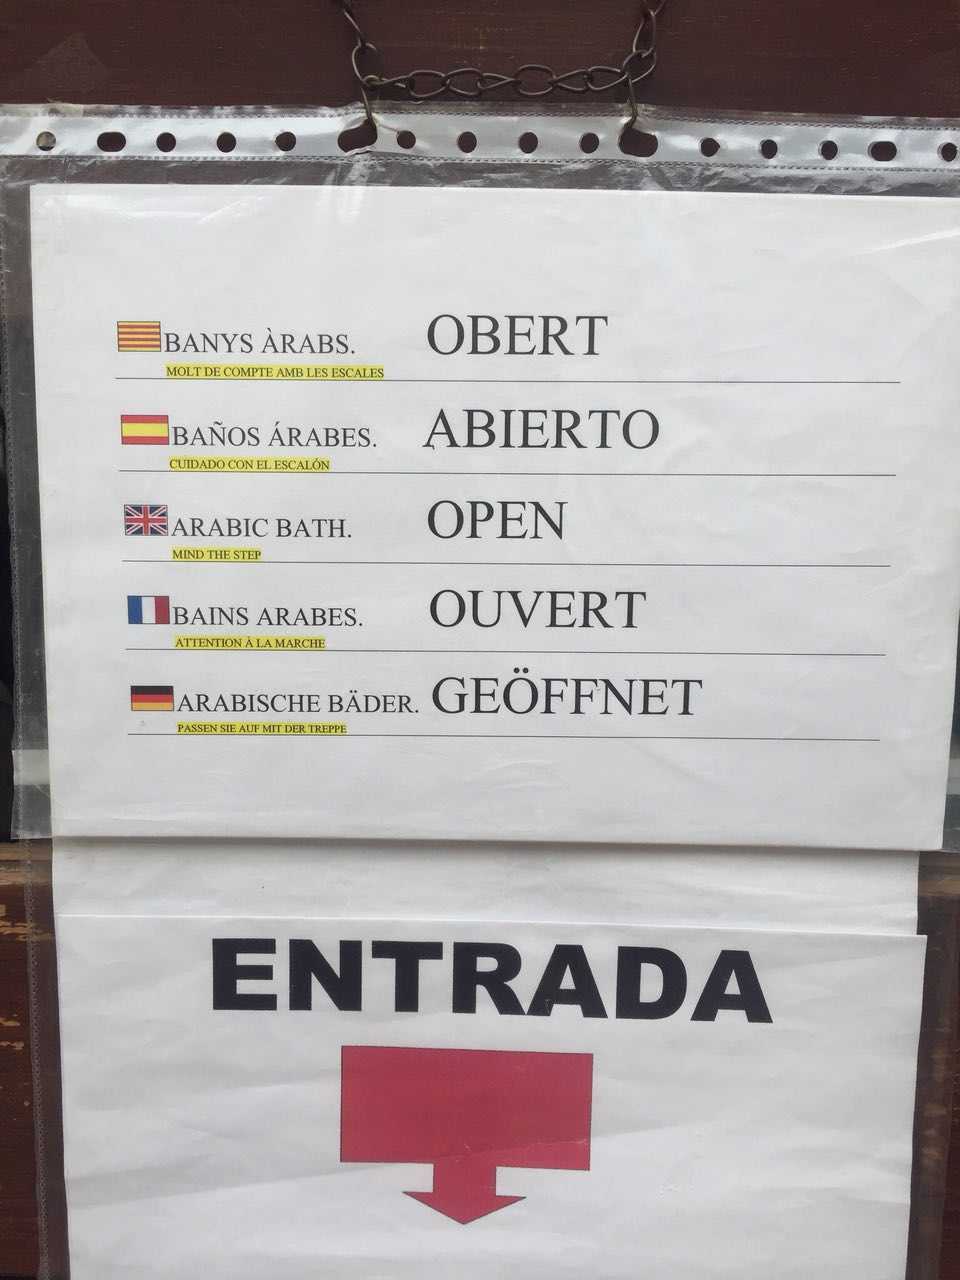 BANYS ÀRABS. OBERT
MOLT DE COMPTE AMB LES ESCALES
BAÑOS ÁRABES. ABIERTO
CUIDADO CON EL ESCALÓN
ARABIC BATH. OPEN
MIND THE STEP
BAINS ARABES. OUVERT
ATTENTION À LA MARCHE
ARABISCHE BÄDER. GEÖFFNET
PASSEN SIE AUF MIT DER TREPPE
ENTRADA